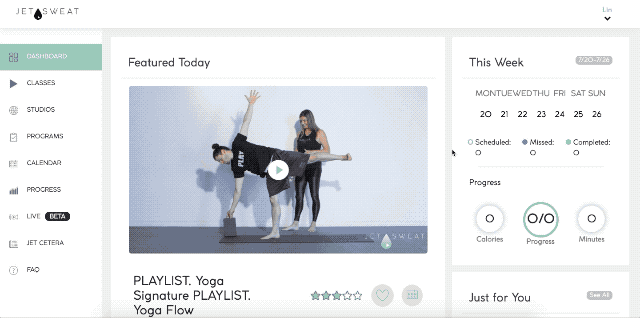 JETSWEAT
Lin
DASHBOARD
CLASSES
STUDIOS
PROGRAMS
CALENDAR
PROGRESS
LIVE BETA
JET CETERA
FAQ
Featured Today
PLAY
JETSWEAT
PLAYLIST. Yoga
Signature PLAYLIST.
Yoga Flow
This Week 7/20-7/26
MON TUE WED THU FRI SAT SUN
20 21 22 23 24 25 26
Scheduled: Missed: Completed:
0 0 0
Progress
0 0/0 0
Calories Progress Minutes
Just for You See All